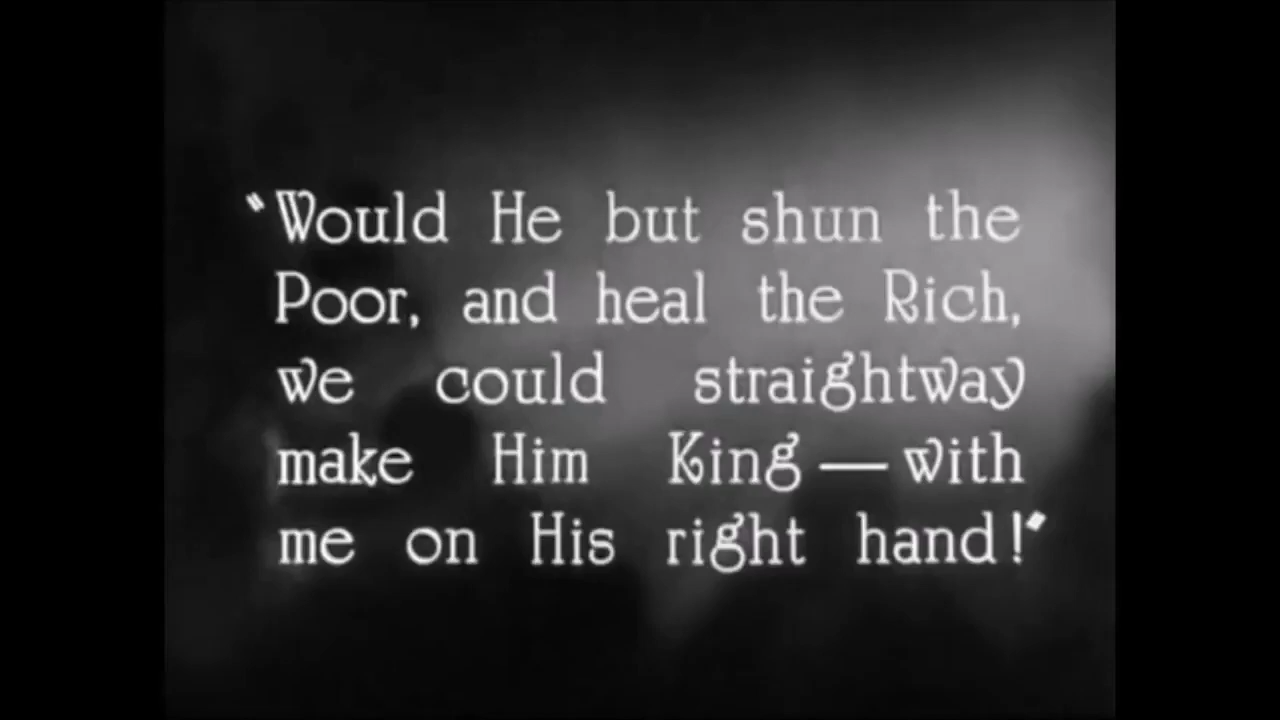 "Would He but shun the
Poor, and heal the Rich,
we could straightway
make Him King — with
me on His right hand!"